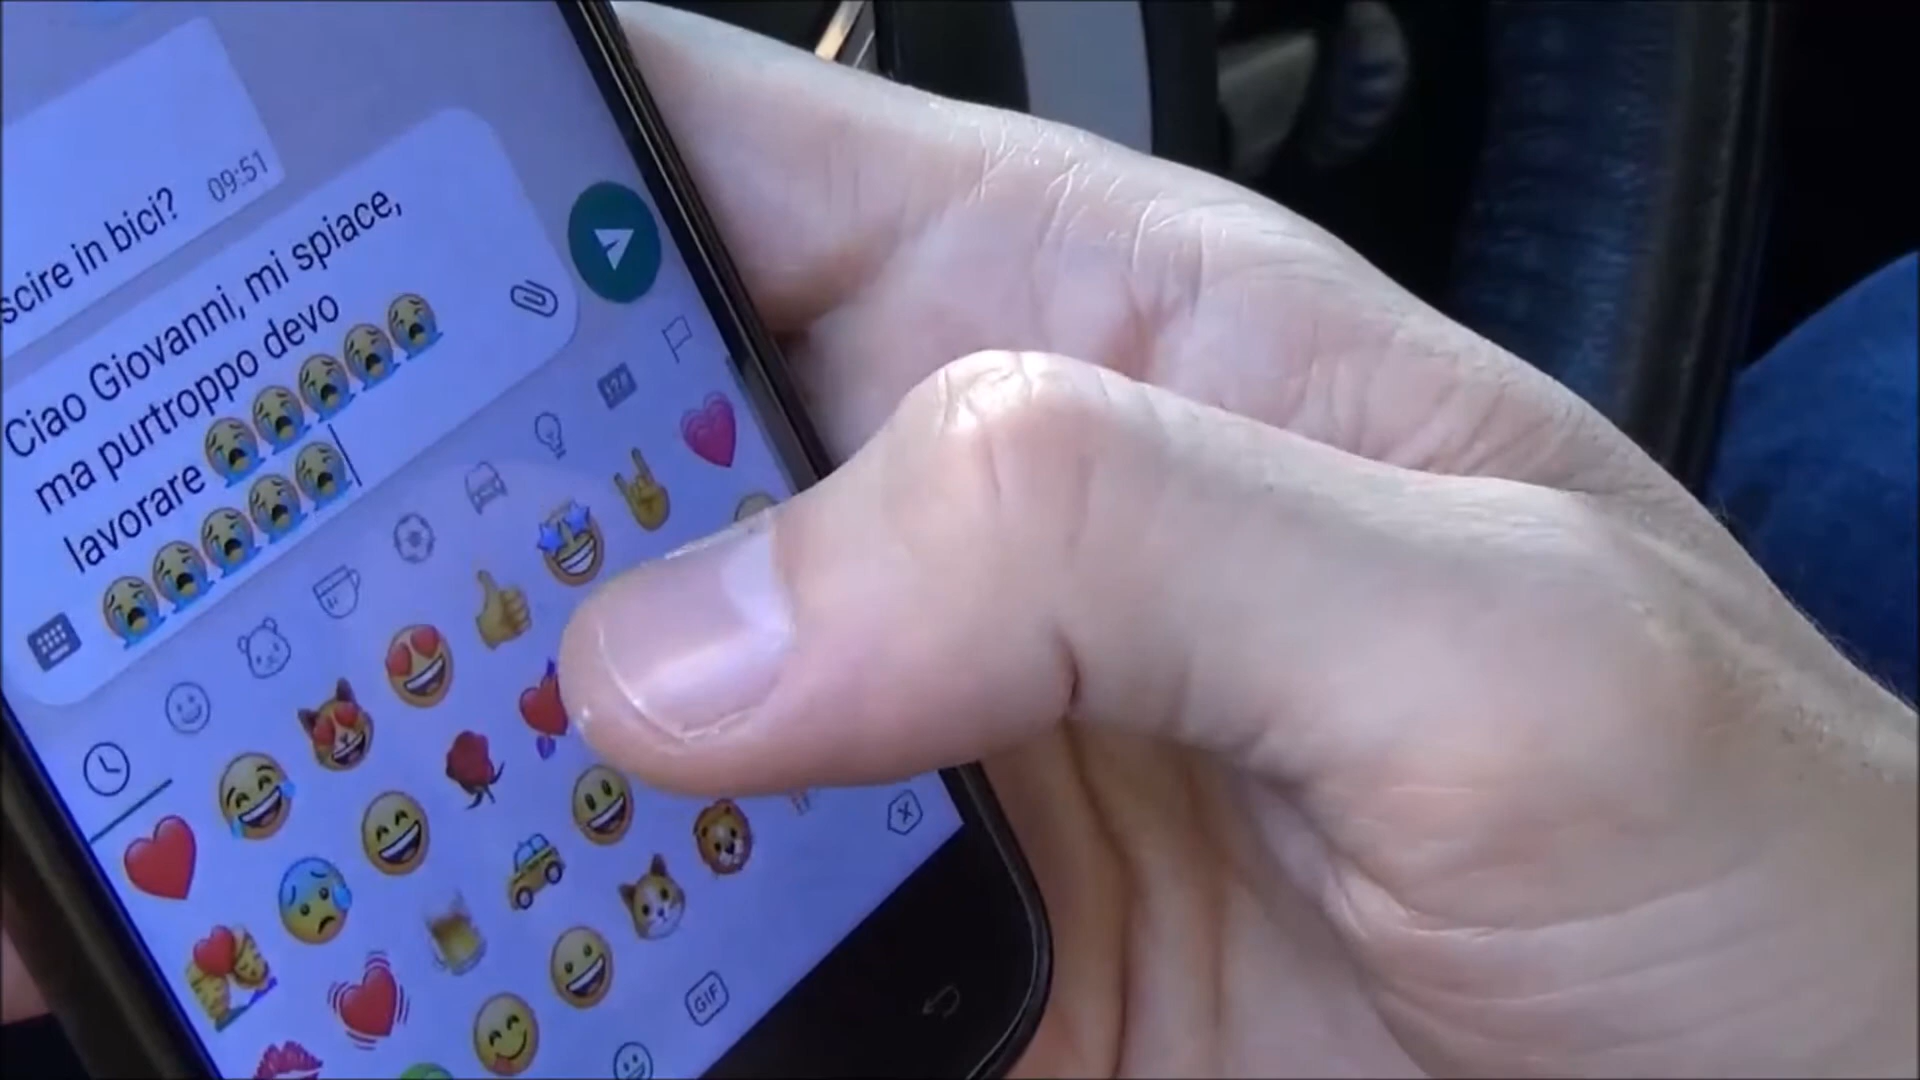 scire in bici? 09:51
Ciao Giovanni, mi spiace,
ma purtroppo devo
lavorare 😭😭😭😭😭
😭😭😭😭😭
GIF